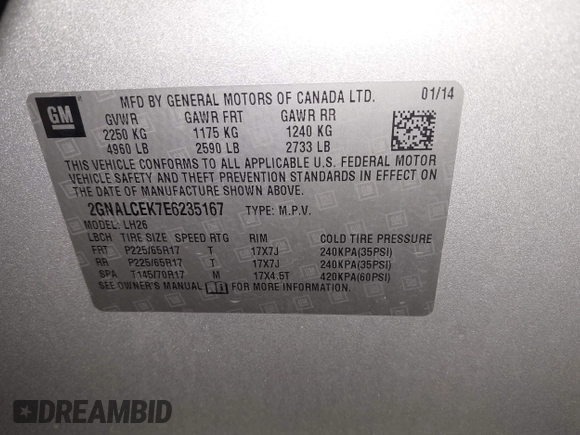 GM
MFD BY GENERAL MOTORS OF CANADA LTD. 01/14
GVWR GAWR FRT GAWR RR
2250 KG 1175 KG 1240 KG
4960 LB 2590 LB 2733 LB
THIS VEHICLE CONFORMS TO ALL APPLICABLE U.S. FEDERAL MOTOR
VEHICLE SAFETY AND THEFT PREVENTION STANDARDS IN EFFECT ON
THE DATE OF MANUFACTURE SHOWN ABOVE.
2GNALCEK7E6235167 TYPE: M.P.V.
MODEL: LH26
LBCH TIRE SIZE SPEED RTG RIM COLD TIRE PRESSURE
FRT P225/65R17 T 17X7J 240KPA(35PSI)
RR P225/65R17 T 17X7J 240KPA(35PSI)
SPA T145/70R17 M 17X4.5T 420KPA(60PSI)
SEE OWNER'S MANUAL FOR MORE INFORMATION.
DREAMBID